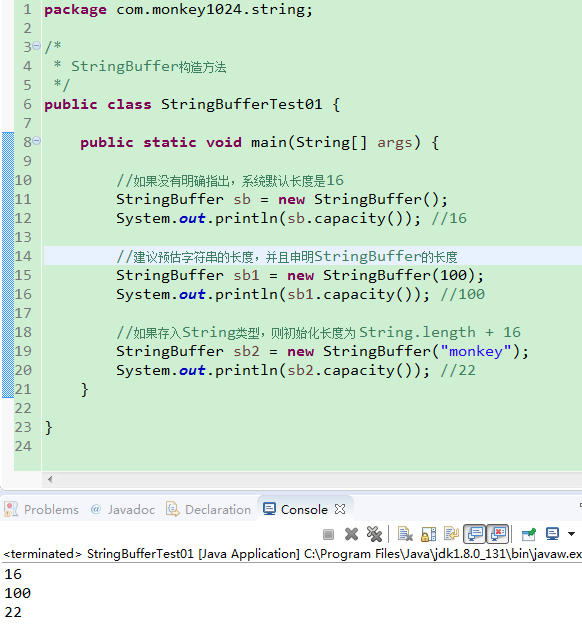 1 package com.monkey1024.string;
2
3 /*
4  * StringBuffer构造方法
5  */
6 public class StringBufferTest01 {
7
8     public static void main(String[] args) {
9
10         //如果没有明确指出，系统默认长度是16
11         StringBuffer sb = new StringBuffer();
12         System.out.println(sb.capacity()); //16
13
14         //建议预估字符串的长度，并且申明StringBuffer的长度
15         StringBuffer sb1 = new StringBuffer(100);
16         System.out.println(sb1.capacity()); //100
17
18         //如果存入String类型，则初始化长度为 String.length + 16
19         StringBuffer sb2 = new StringBuffer("monkey");
20         System.out.println(sb2.capacity()); //22
21     }
22
23 }
24
Problems @ Javadoc Declaration Console
<terminated> StringBufferTest01 [Java Application] C:\Program Files\Java\jdk1.8.0_131\bin\javaw.ex
16
100
22